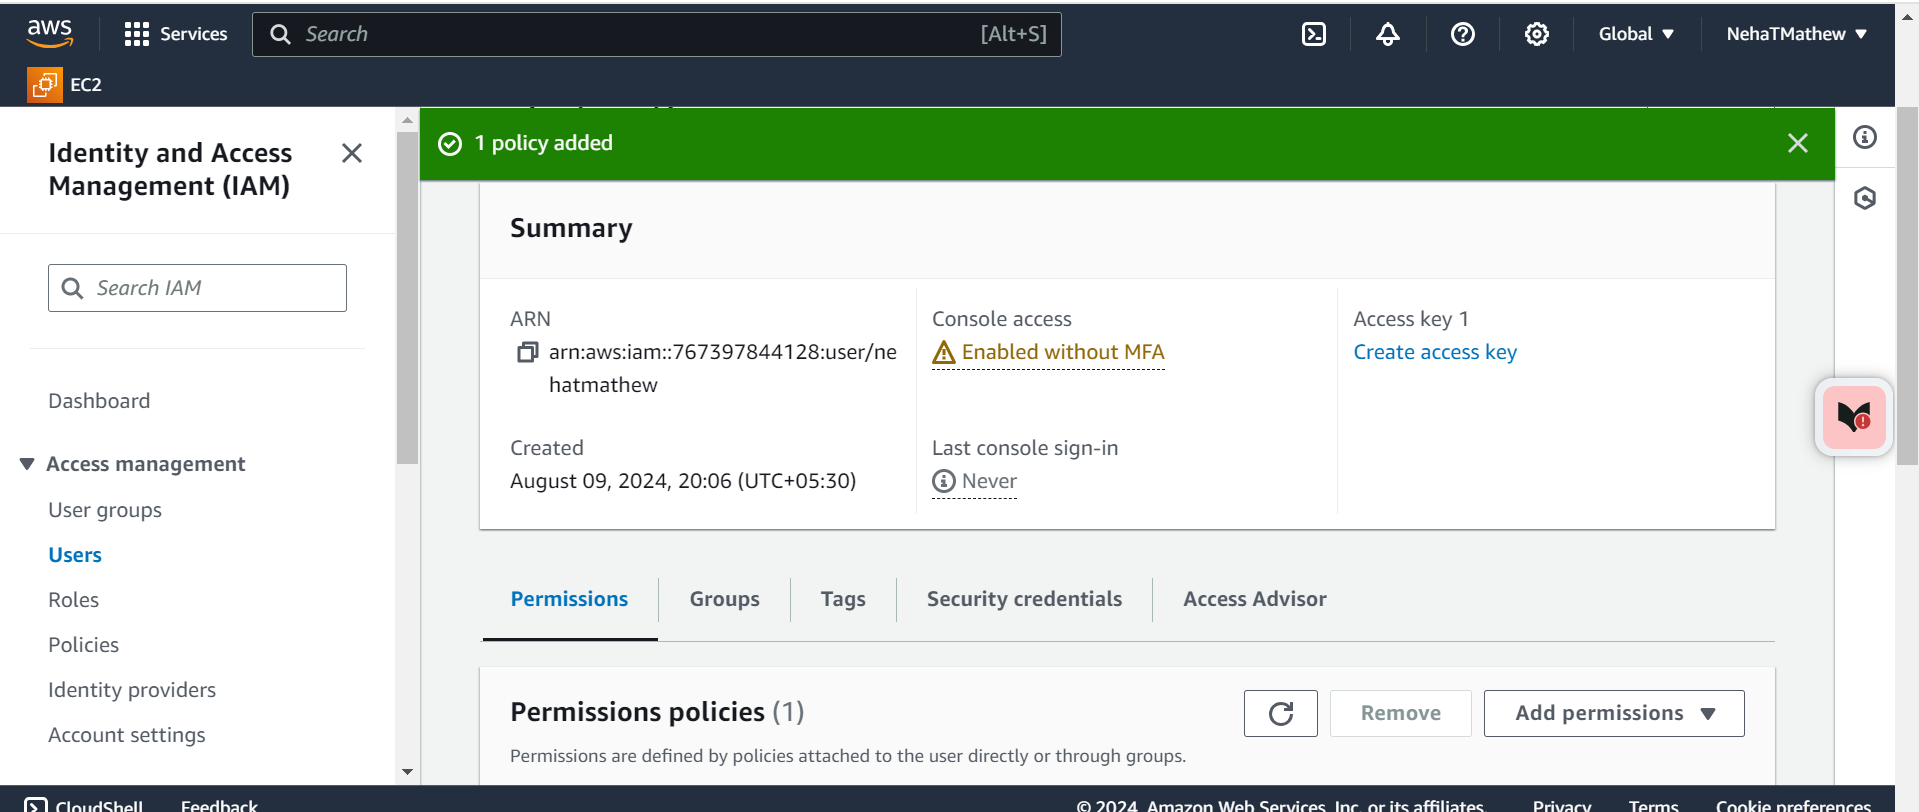 aws
Services
Search
[Alt+S]
Global
NehaTMathew
EC2
Identity and Access
Management (IAM)
1 policy added
Search IAM
Dashboard
Access management
User groups
Users
Roles
Policies
Identity providers
Account settings
Summary
ARN
arn:aws:iam::767397844128:user/ne
hatmathew
Console access
Enabled without MFA
Access key 1
Create access key
Created
August 09, 2024, 20:06 (UTC+05:30)
Last console sign-in
Never
Permissions
Groups
Tags
Security credentials
Access Advisor
Permissions policies (1)
Remove
Add permissions
Permissions are defined by policies attached to the user directly or through groups.
CloudShell
Feedback
© 2024, Amazon Web Services, Inc. or its affiliates.
Privacy
Terms
Cookie preferences